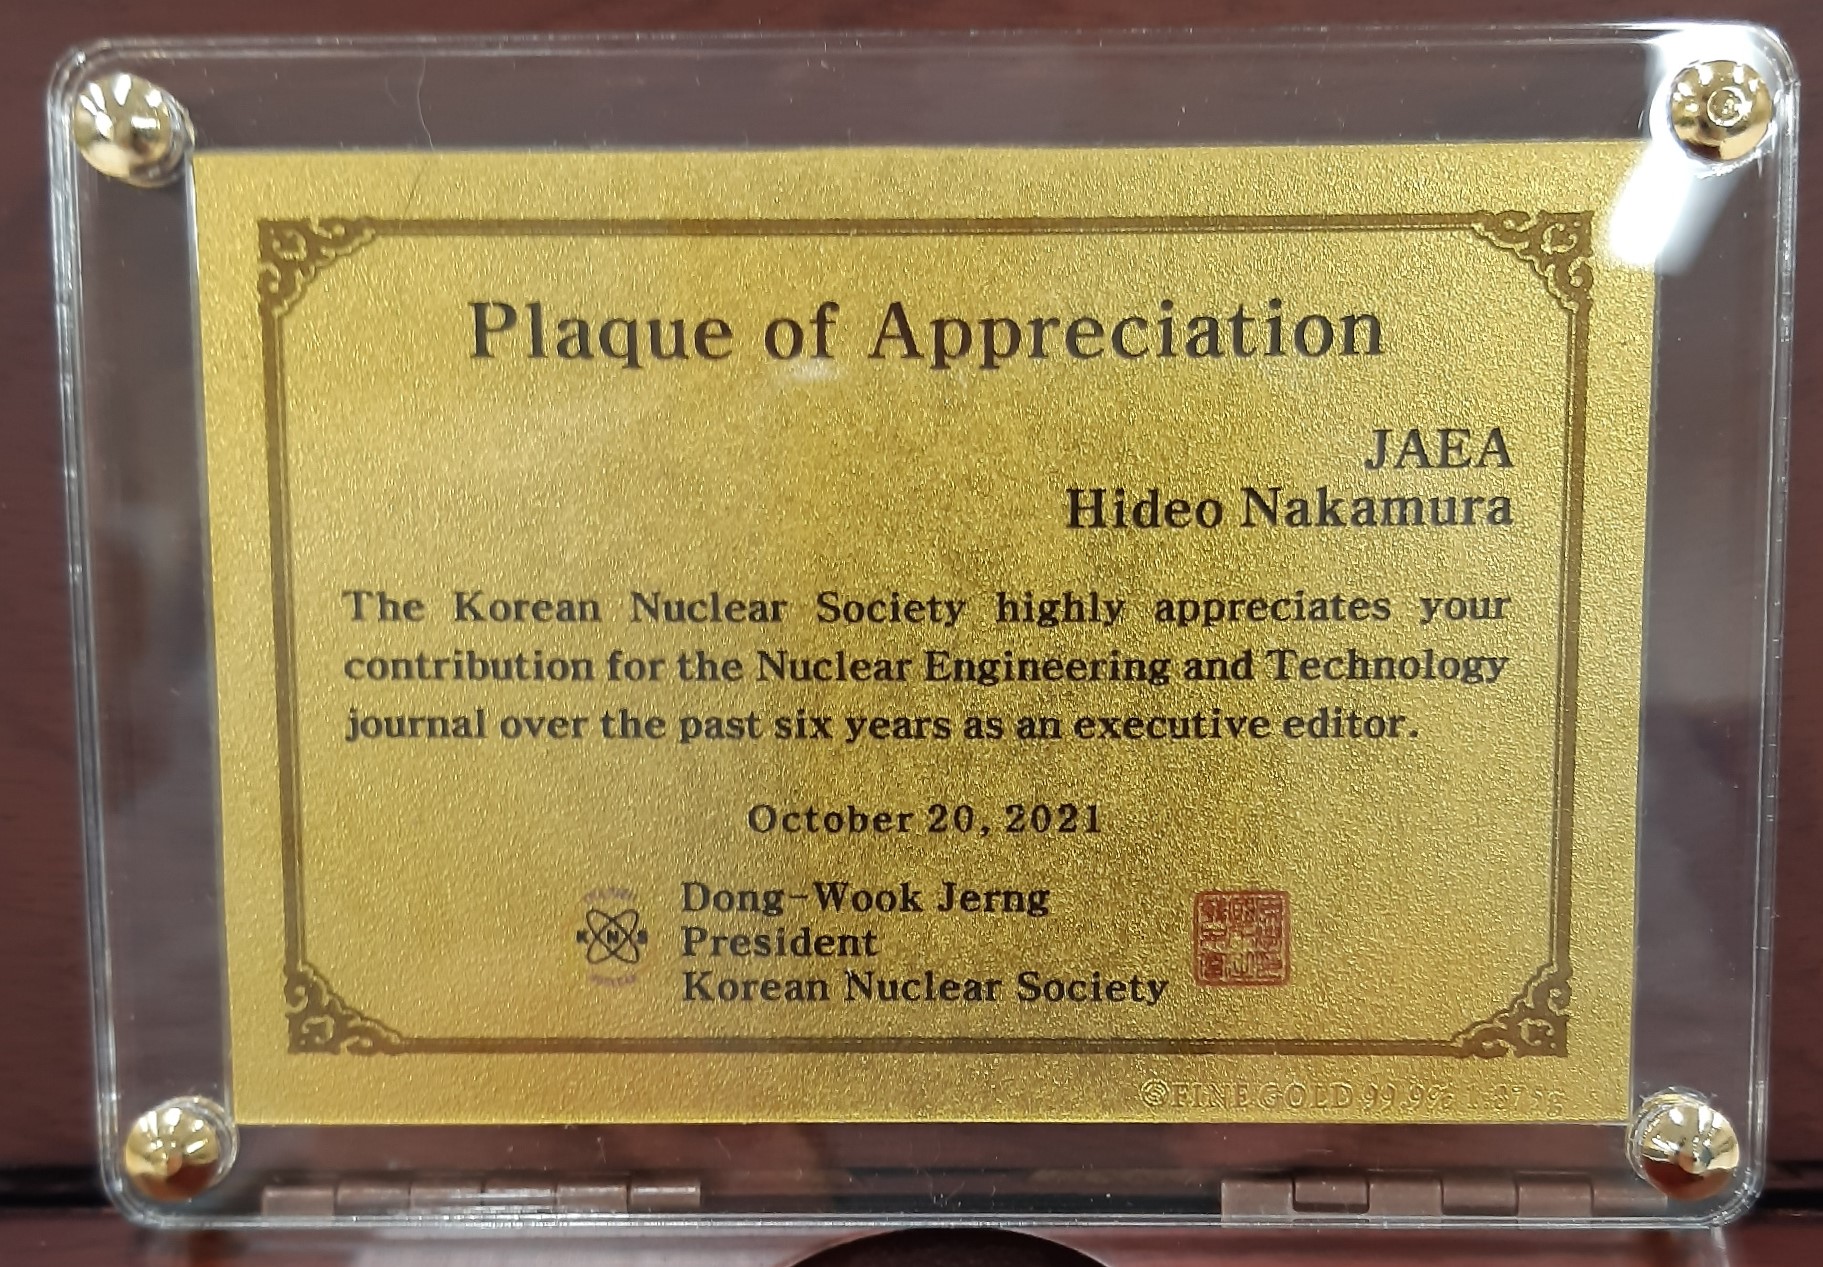 Plaque of Appreciation
JAEA
Hideo Nakamura
The Korean Nuclear Society highly appreciates your
contribution for the Nuclear Engineering and Technology
journal over the past six years as an executive editor.
October 20, 2021
N
Dong-Wook Jerng
President
Korean Nuclear Society
FINE GOLD 99.9%